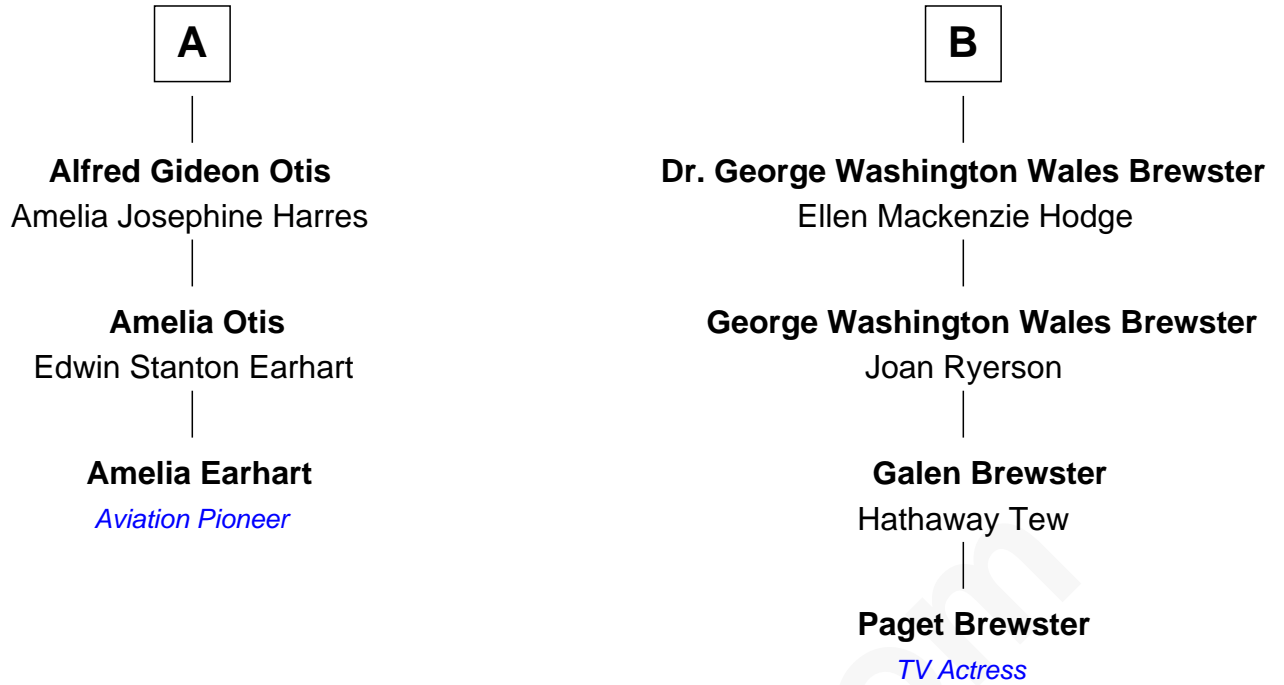 A
Alfred Gideon Otis
Amelia Josephine Harres
Amelia Otis
Edwin Stanton Earhart
Amelia Earhart
Aviation Pioneer
B
Dr. George Washington Wales Brewster
Ellen Mackenzie Hodge
George Washington Wales Brewster
Joan Ryerson
Galen Brewster
Hathaway Tew
Paget Brewster
TV Actress
om